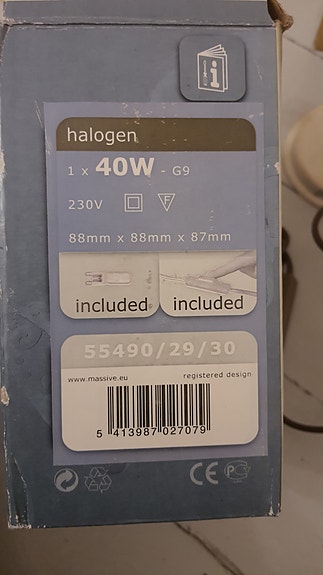 halogen
1 x 40W - G9
230V F
88mm x 88mm x 87mm
included included
55490/29/30
www.massive.eu registered design
5 413987 027079
CE